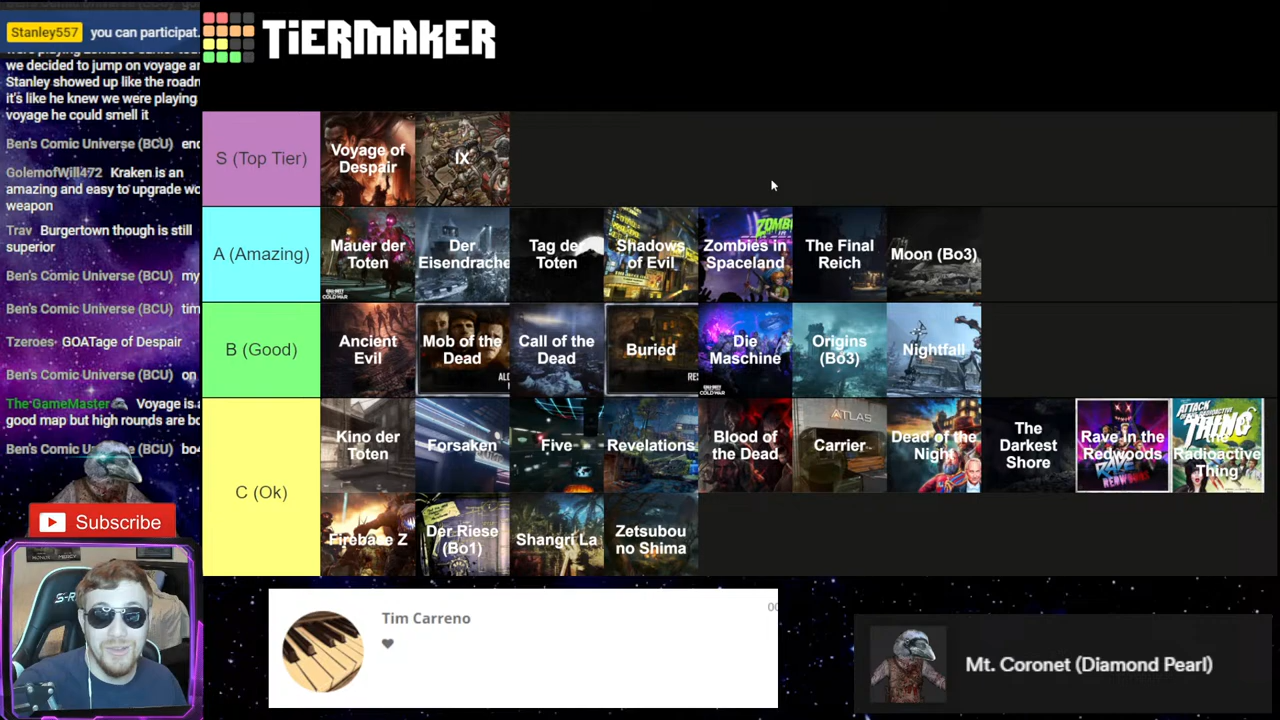 Stanley557 you can participat.
we decided to jump on voyage ar
Stanley showed up like the roadr
it's like he knew we were playing
voyage he could smell it
Ben's Comic Universe (BCU) end
GolemofWill472 Kraken is an
amazing and easy to upgrade wo
weapon
Trav Burgertown though is still
superior
Ben's Comic Universe (BCU) my
Ben's Comic Universe (BCU) tim
Tzeroes· GOATage of Despair
Ben's Comic Universe (BCU) on
The GameMaster Voyage is a
good map but high rounds are bo
Ben's Comic Universe (BCU) bo
Subscribe
TIERMAKER
S (Top Tier)
Voyage of
Despair
IX
A (Amazing)
Mauer der
Toten
Der
Eisendrache
Tag der
Toten
Shadows
of Evil
Zombies in
Spaceland
The Final
Reich
Moon (Bo3)
B (Good)
Ancient
Evil
Mob of the
Dead
Call of the
Dead
Buried
Die
Maschine
Origins
(Bo3)
Nightfall
C (Ok)
Kino der
Toten
Forsaken
Five
Revelations
Blood of
the Dead
ATLAS
Carrier
Dead of the
Night
The
Darkest
Shore
Rave in the
Redwoods
ATTACK
Radioactive
Thing
Firebase Z
Der Riese
(Bo1)
Shangri La
Zetsubou
no Shima
Tim Carreno
Mt. Coronet (Diamond Pearl)